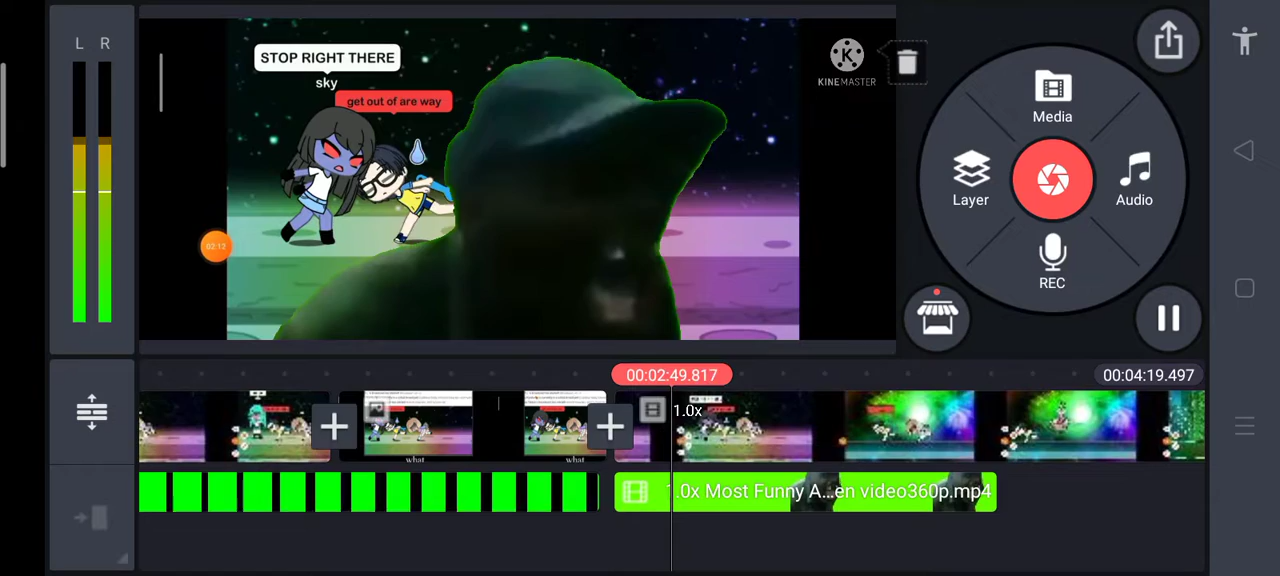 L R
STOP RIGHT THERE
sky
get out of are way
KINEMASTER
Media
Layer
Audio
REC
02:12
00:02:49.817
00:04:19.497
1.0x
what
what
1.0x Most Funny A...en video360p.mp4